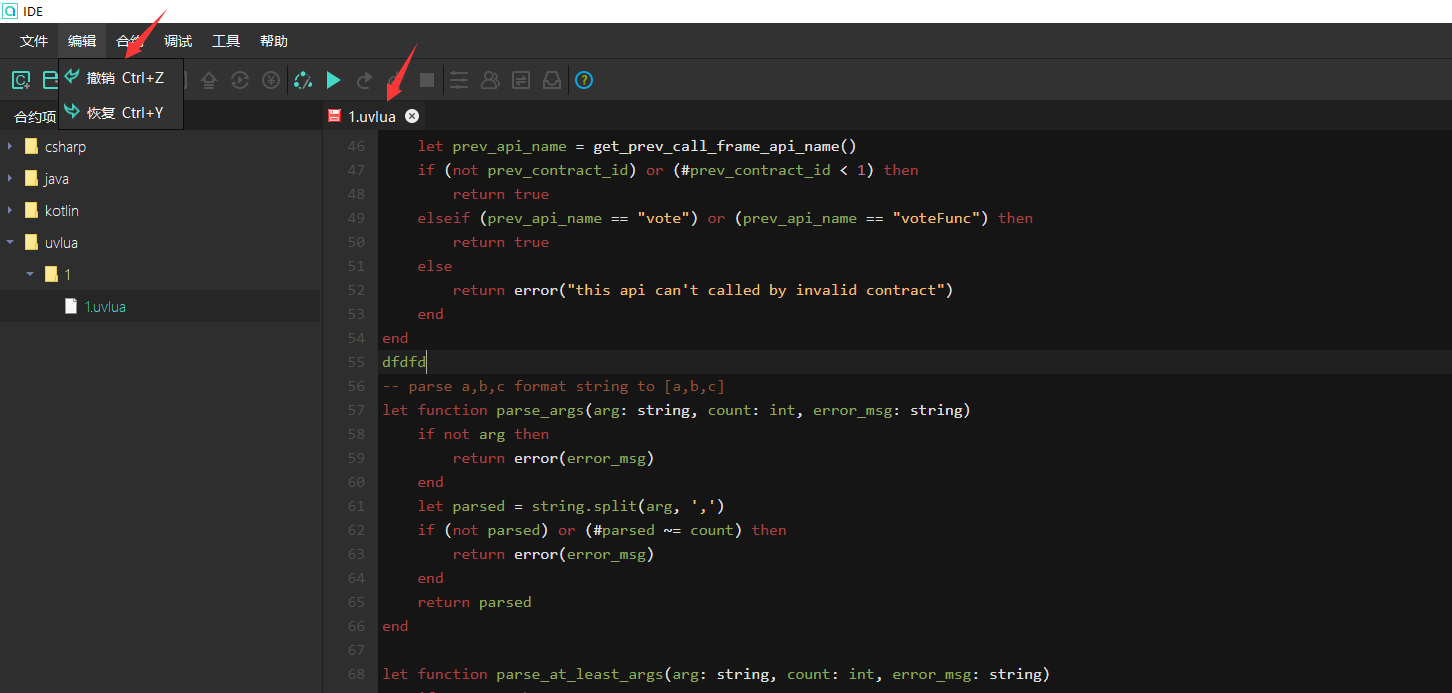 IDE
文件 编辑 合约 调试 工具 帮助
撤销 Ctrl+Z
恢复 Ctrl+Y
合约项
1.uvlua
csharp
java
kotlin
uvlua
1
1.uvlua
46 let prev_api_name = get_prev_call_frame_api_name()
47 if (not prev_contract_id) or (#prev_contract_id < 1) then
48 return true
49 elseif (prev_api_name == "vote") or (prev_api_name == "voteFunc") then
50 return true
51 else
52 return error("this api can't called by invalid contract")
53 end
54 end
55 dfdfd
56 -- parse a,b,c format string to [a,b,c]
57 let function parse_args(arg: string, count: int, error_msg: string)
58 if not arg then
59 return error(error_msg)
60 end
61 let parsed = string.split(arg, ',')
62 if (not parsed) or (#parsed ~= count) then
63 return error(error_msg)
64 end
65 return parsed
66 end
67
68 let function parse_at_least_args(arg: string, count: int, error_msg: string)